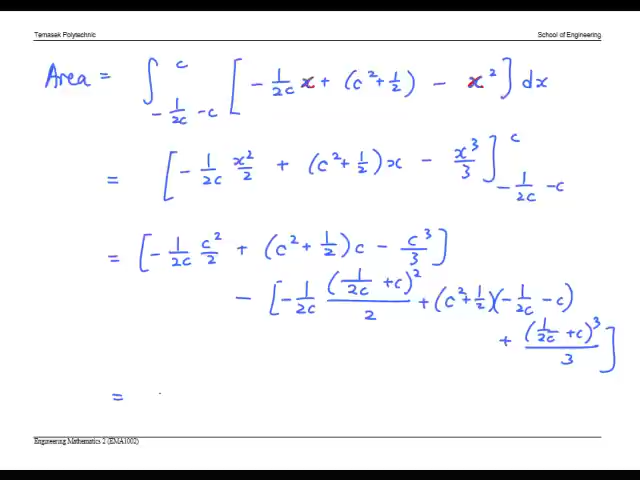 Temasek Polytechnic School of Engineering
Area = ∫_{-1/2c - c}^{c} [ -1/2c x + (c² + 1/2) - x² ] dx
= [ -1/2c x²/2 + (c² + 1/2)x - x³/3 ]_{-1/2c - c}^{c}
= [ -1/2c c²/2 + (c² + 1/2)c - c³/3 ]
- [ -1/2c (1/2c + c)²/2 + (c² + 1/2)(-1/2c - c)
+ (1/2c + c)³/3 ]
=
Engineering Mathematics 2 (EMA1002)